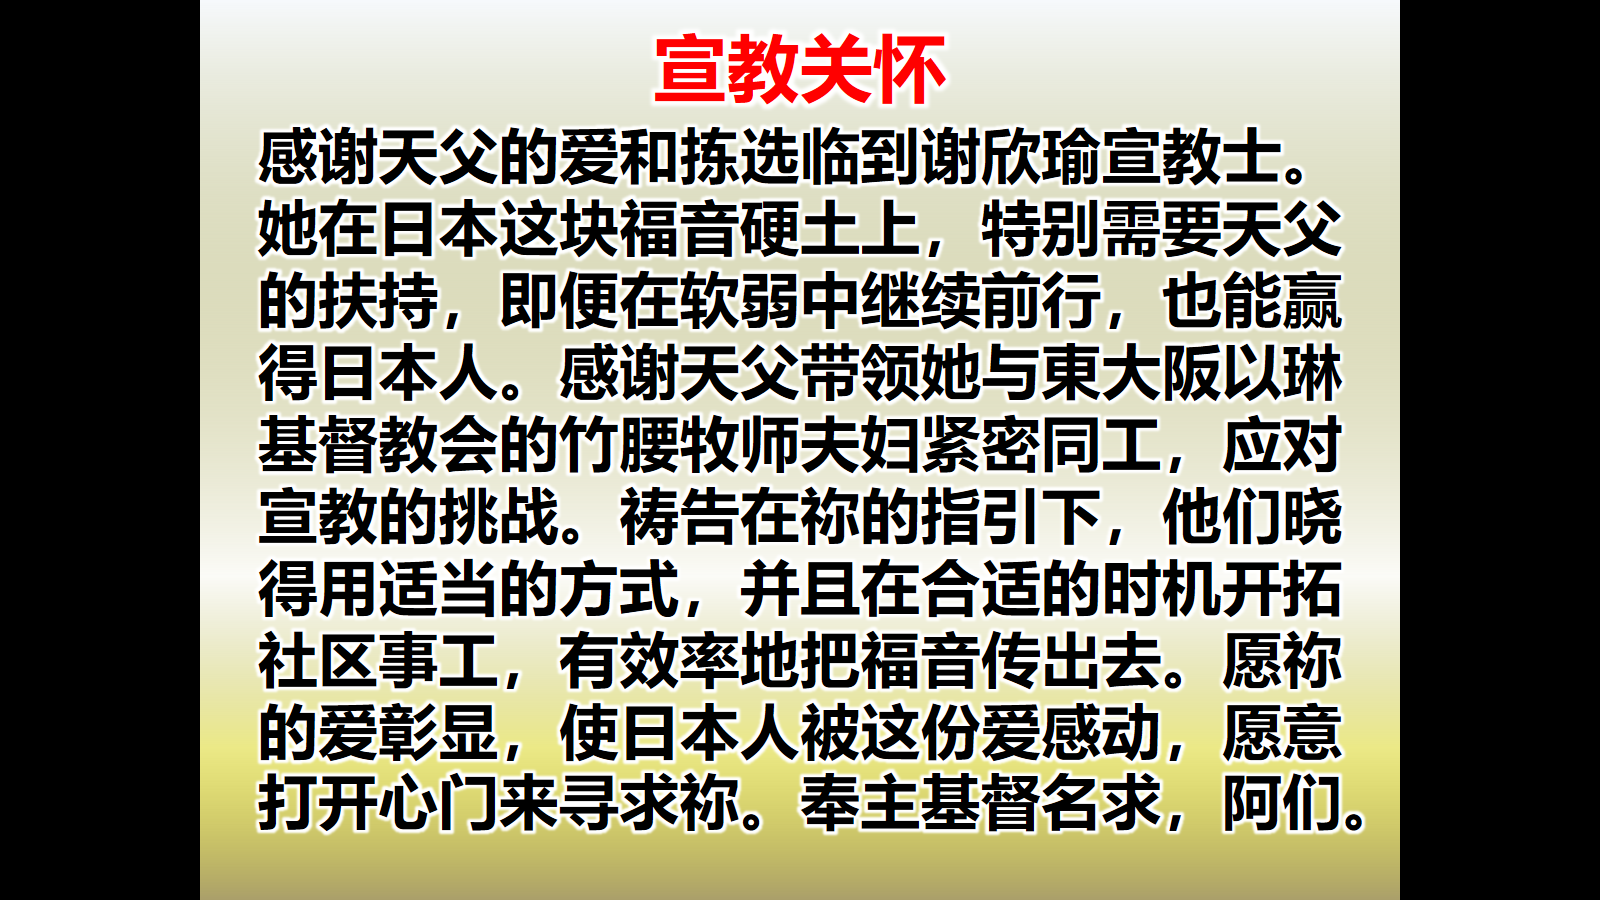 宣教关怀
感谢天父的爱和拣选临到谢欣瑜宣教士。
她在日本这块福音硬土上，特别需要天父
的扶持，即便在软弱中继续前行，也能赢
得日本人。感谢天父带领她与東大阪以琳
基督教会的竹腰牧师夫妇紧密同工，应对
宣教的挑战。祷告在祢的指引下，他们晓
得用适当的方式，并且在合适的时机开拓
社区事工，有效率地把福音传出去。愿祢
的爱彰显，使日本人被这份爱感动，愿意
打开心门来寻求祢。奉主基督名求，阿们。